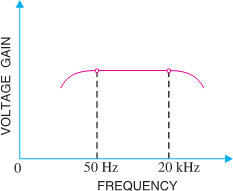 VOLTAGE GAIN
0
50 Hz
20 kHz
FREQUENCY